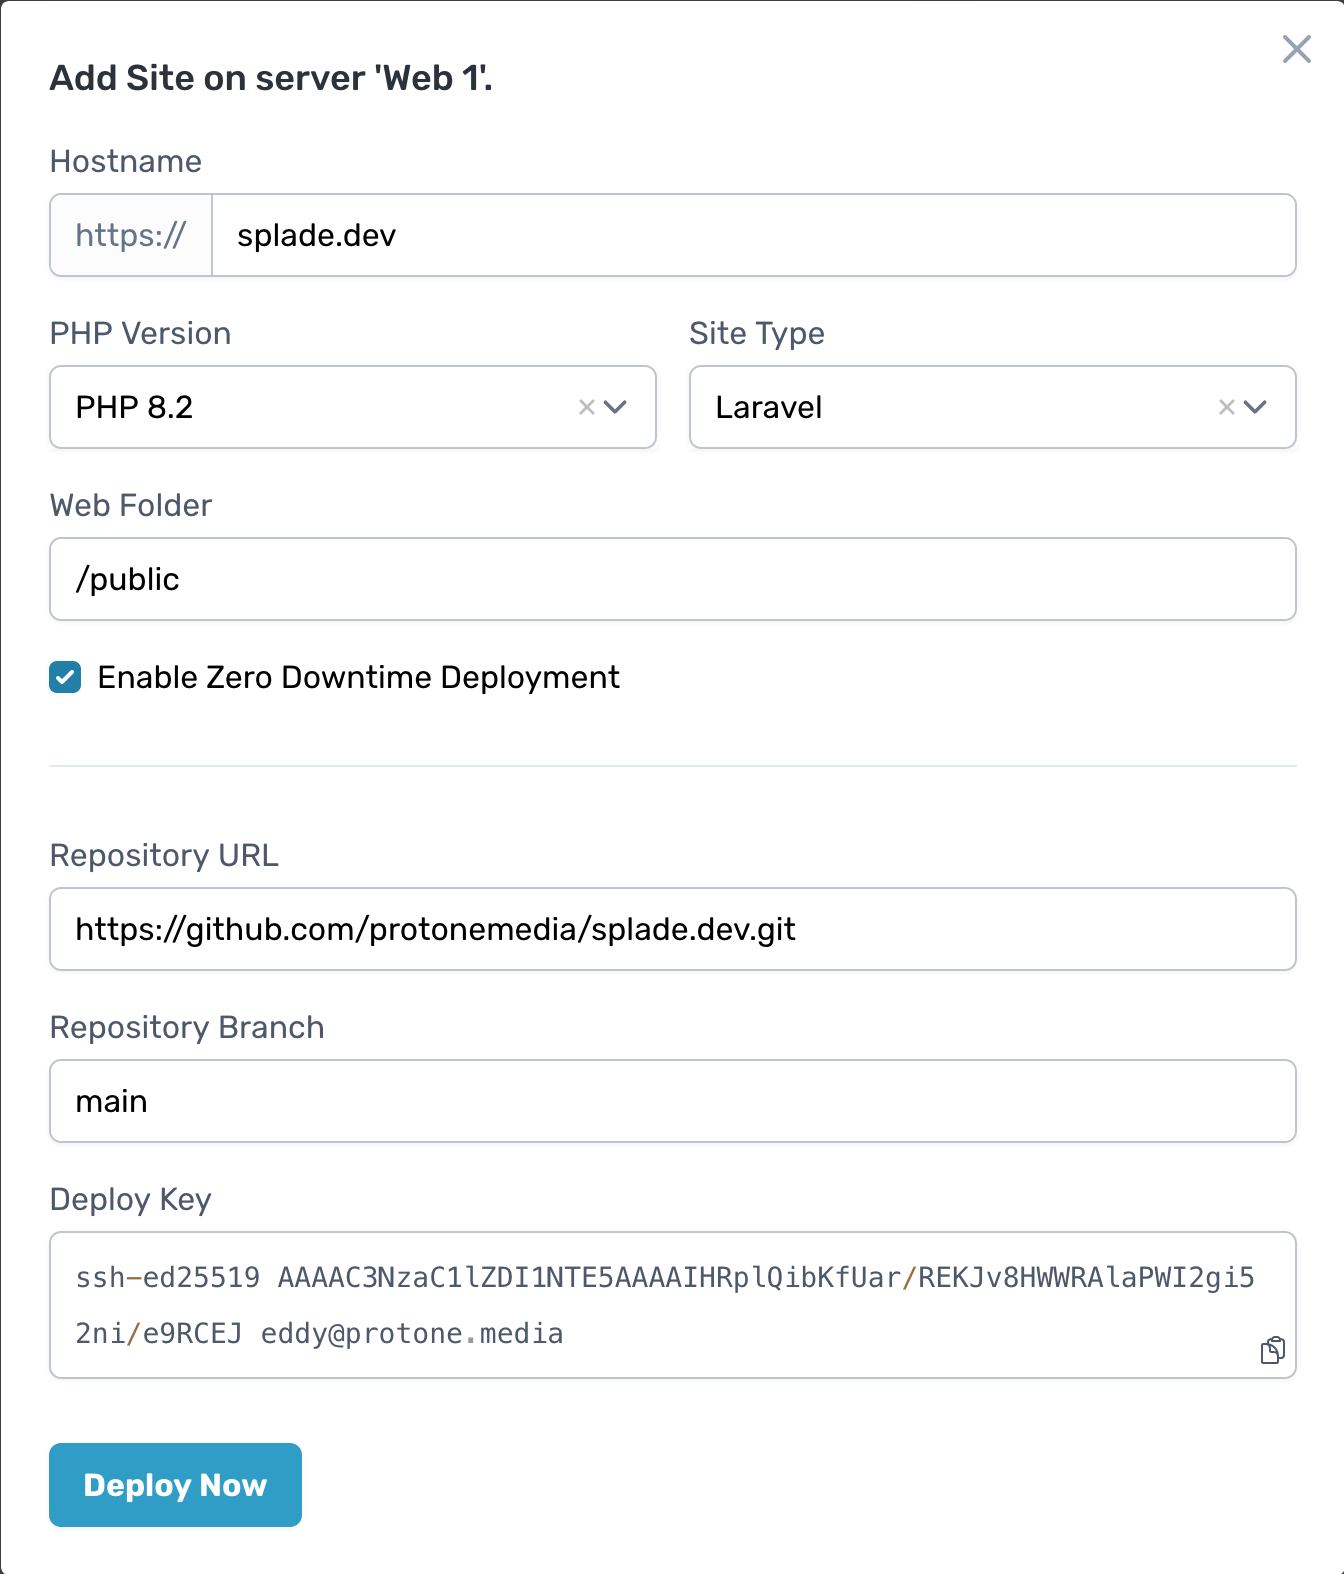 Add Site on server 'Web 1'.
Hostname
https:// splade.dev
PHP Version Site Type
PHP 8.2 Laravel
Web Folder
/public
Enable Zero Downtime Deployment
Repository URL
https://github.com/protonemedia/splade.dev.git
Repository Branch
main
Deploy Key
ssh-ed25519 AAAAC3NzaC1lZDI1NTE5AAAAIHRplQibKfUar/REKJv8HWWRAlaPWI2gi5
2ni/e9RCEJ eddy@protone.media
Deploy Now